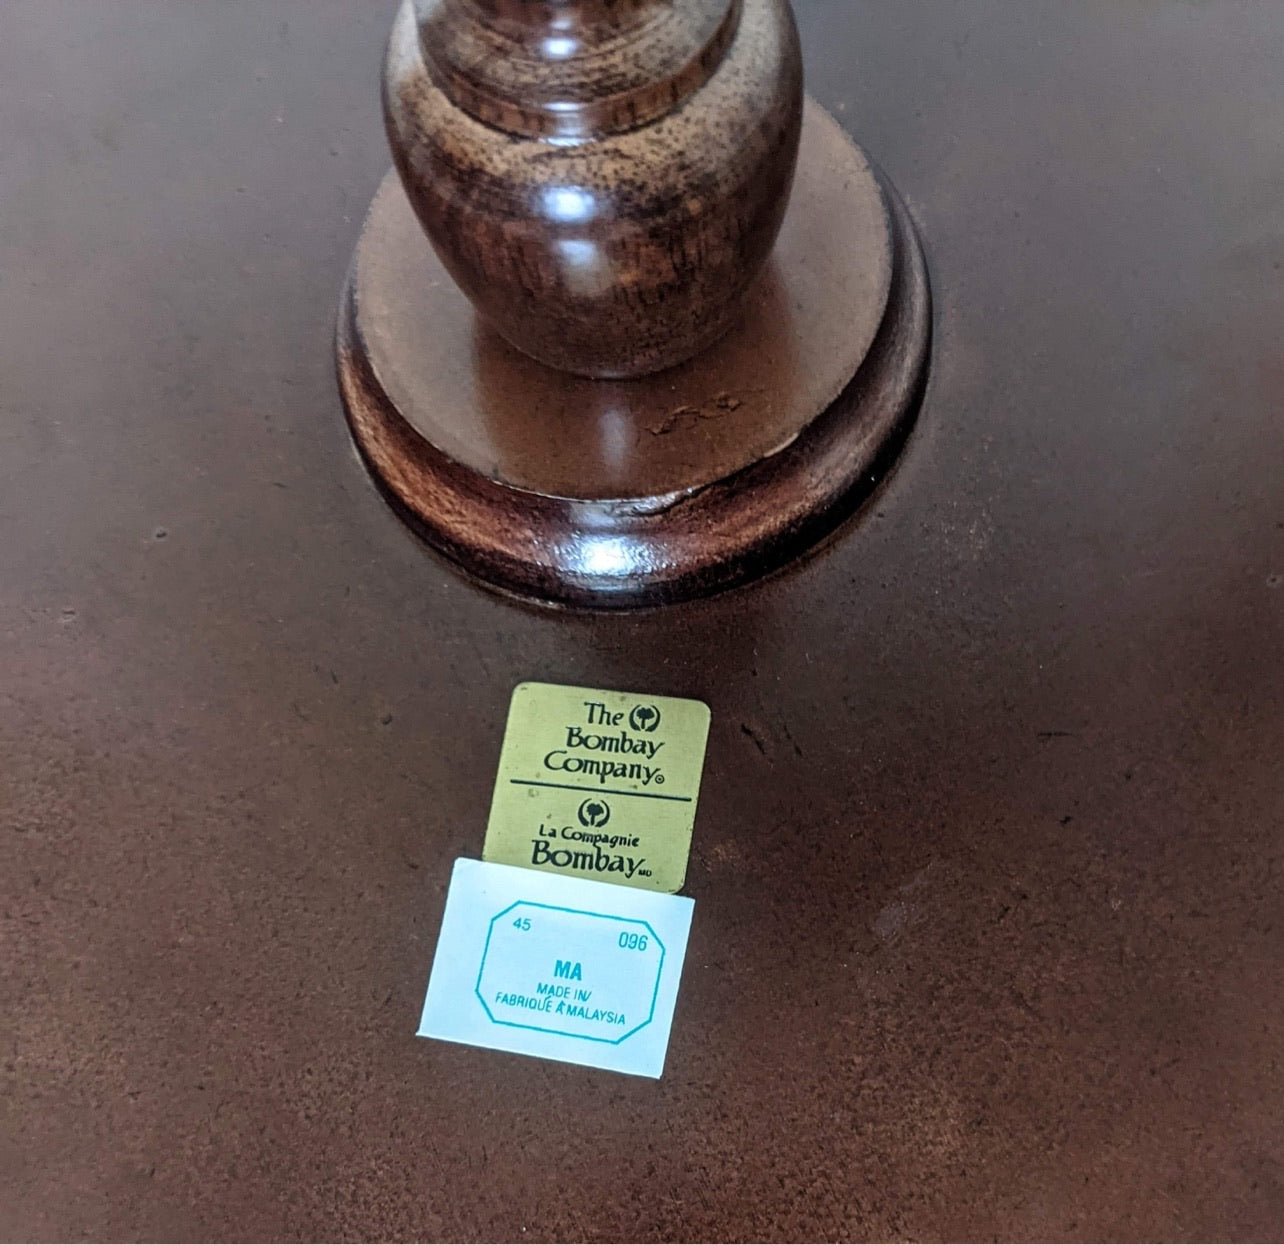 The
Bombay
Company®
La Compagnie
Bombay MD
45 096
MA
MADE IN/
FABRIQUÉ À MALAYSIA